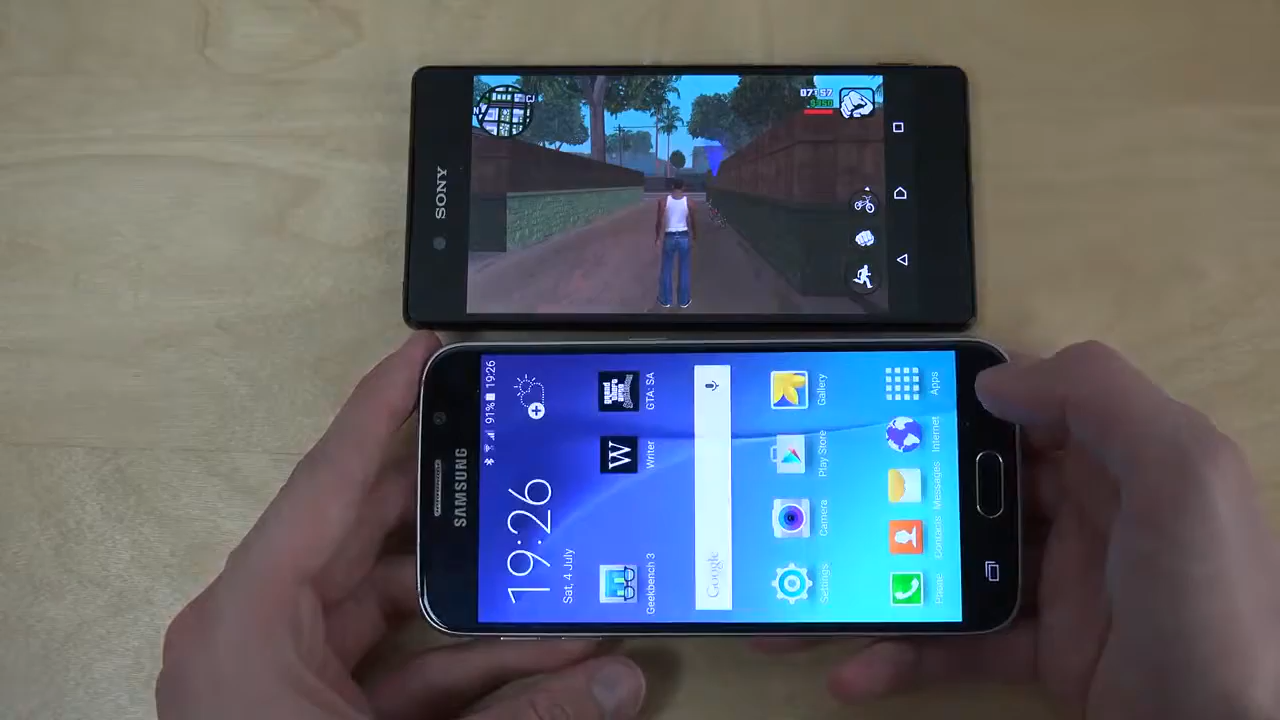 SONY
N
CJ
07:57
SAMSUNG
91% 19:26
19:26
Sat, 4 July
GTA: SA
Writer
Geekbench 3
Google
Gallery
Play Store
Camera
Settings
Apps
Internet
Messages
Contacts
Phone
W